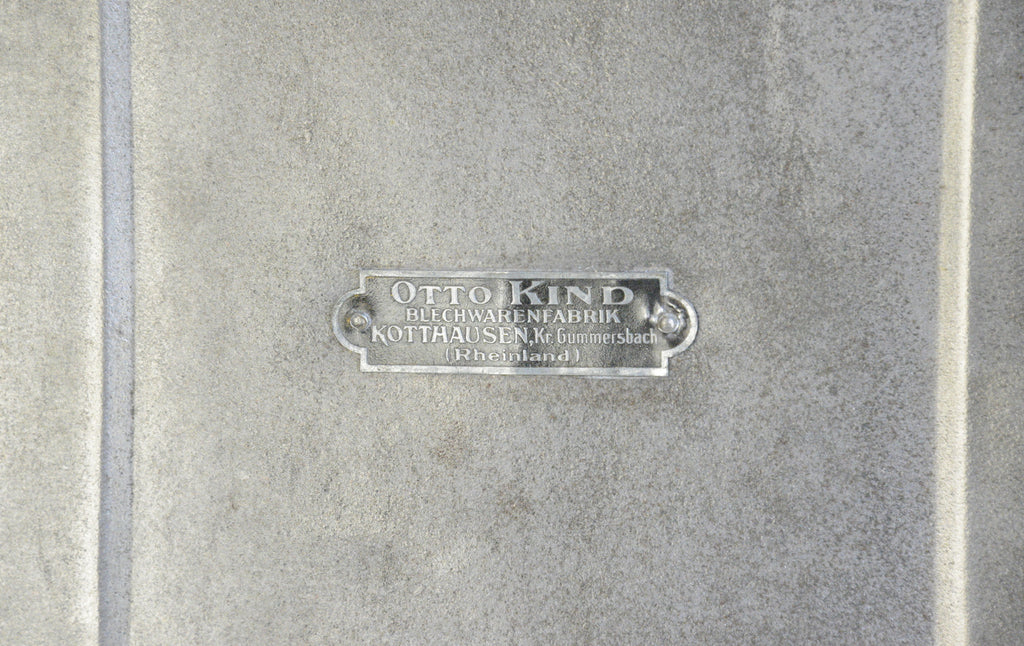 OTTO KIND
BLECHWARENFABRIK
KOTTHAUSEN, Kr. Gummersbach
(Rheinland)